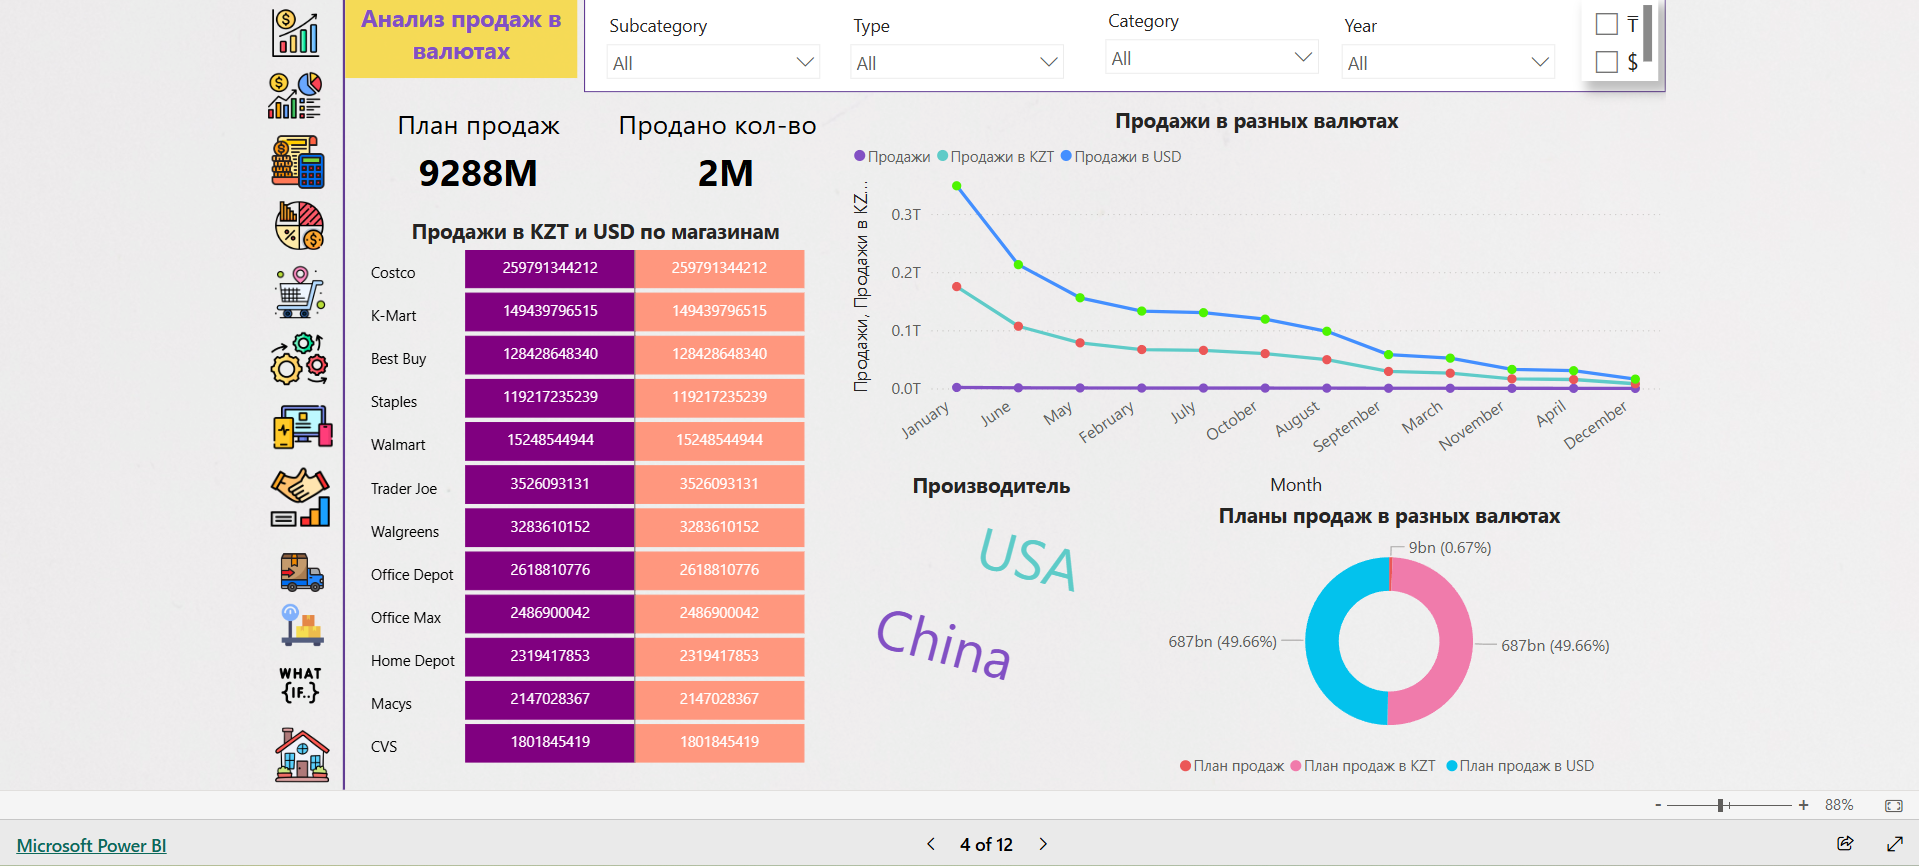 Анализ продаж в
валютах
Subcategory
All
Type
All
Category
All
Year
All
₸
$
План продаж
9288M
Продано кол-во
2M
Продажи в KZT и USD по магазинам
Costco 259791344212 259791344212
K-Mart 149439796515 149439796515
Best Buy 128428648340 128428648340
Staples 119217235239 119217235239
Walmart 15248544944 15248544944
Trader Joe 3526093131 3526093131
Walgreens 3283610152 3283610152
Office Depot 2618810776 2618810776
Office Max 2486900042 2486900042
Home Depot 2319417853 2319417853
Macys 2147028367 2147028367
CVS 1801845419 1801845419
WHAT
{IF..}
Продажи в разных валютах
Продажи Продажи в KZT Продажи в USD
Продажи, Продажи в KZ...
0.3T
0.2T
0.1T
0.0T
January June May February July October August September March November April December
Month
Производитель
USA
China
Планы продаж в разных валютах
9bn (0.67%)
687bn (49.66%)
687bn (49.66%)
План продаж План продаж в KZT План продаж в USD
- + 88%
Microsoft Power BI
4 of 12